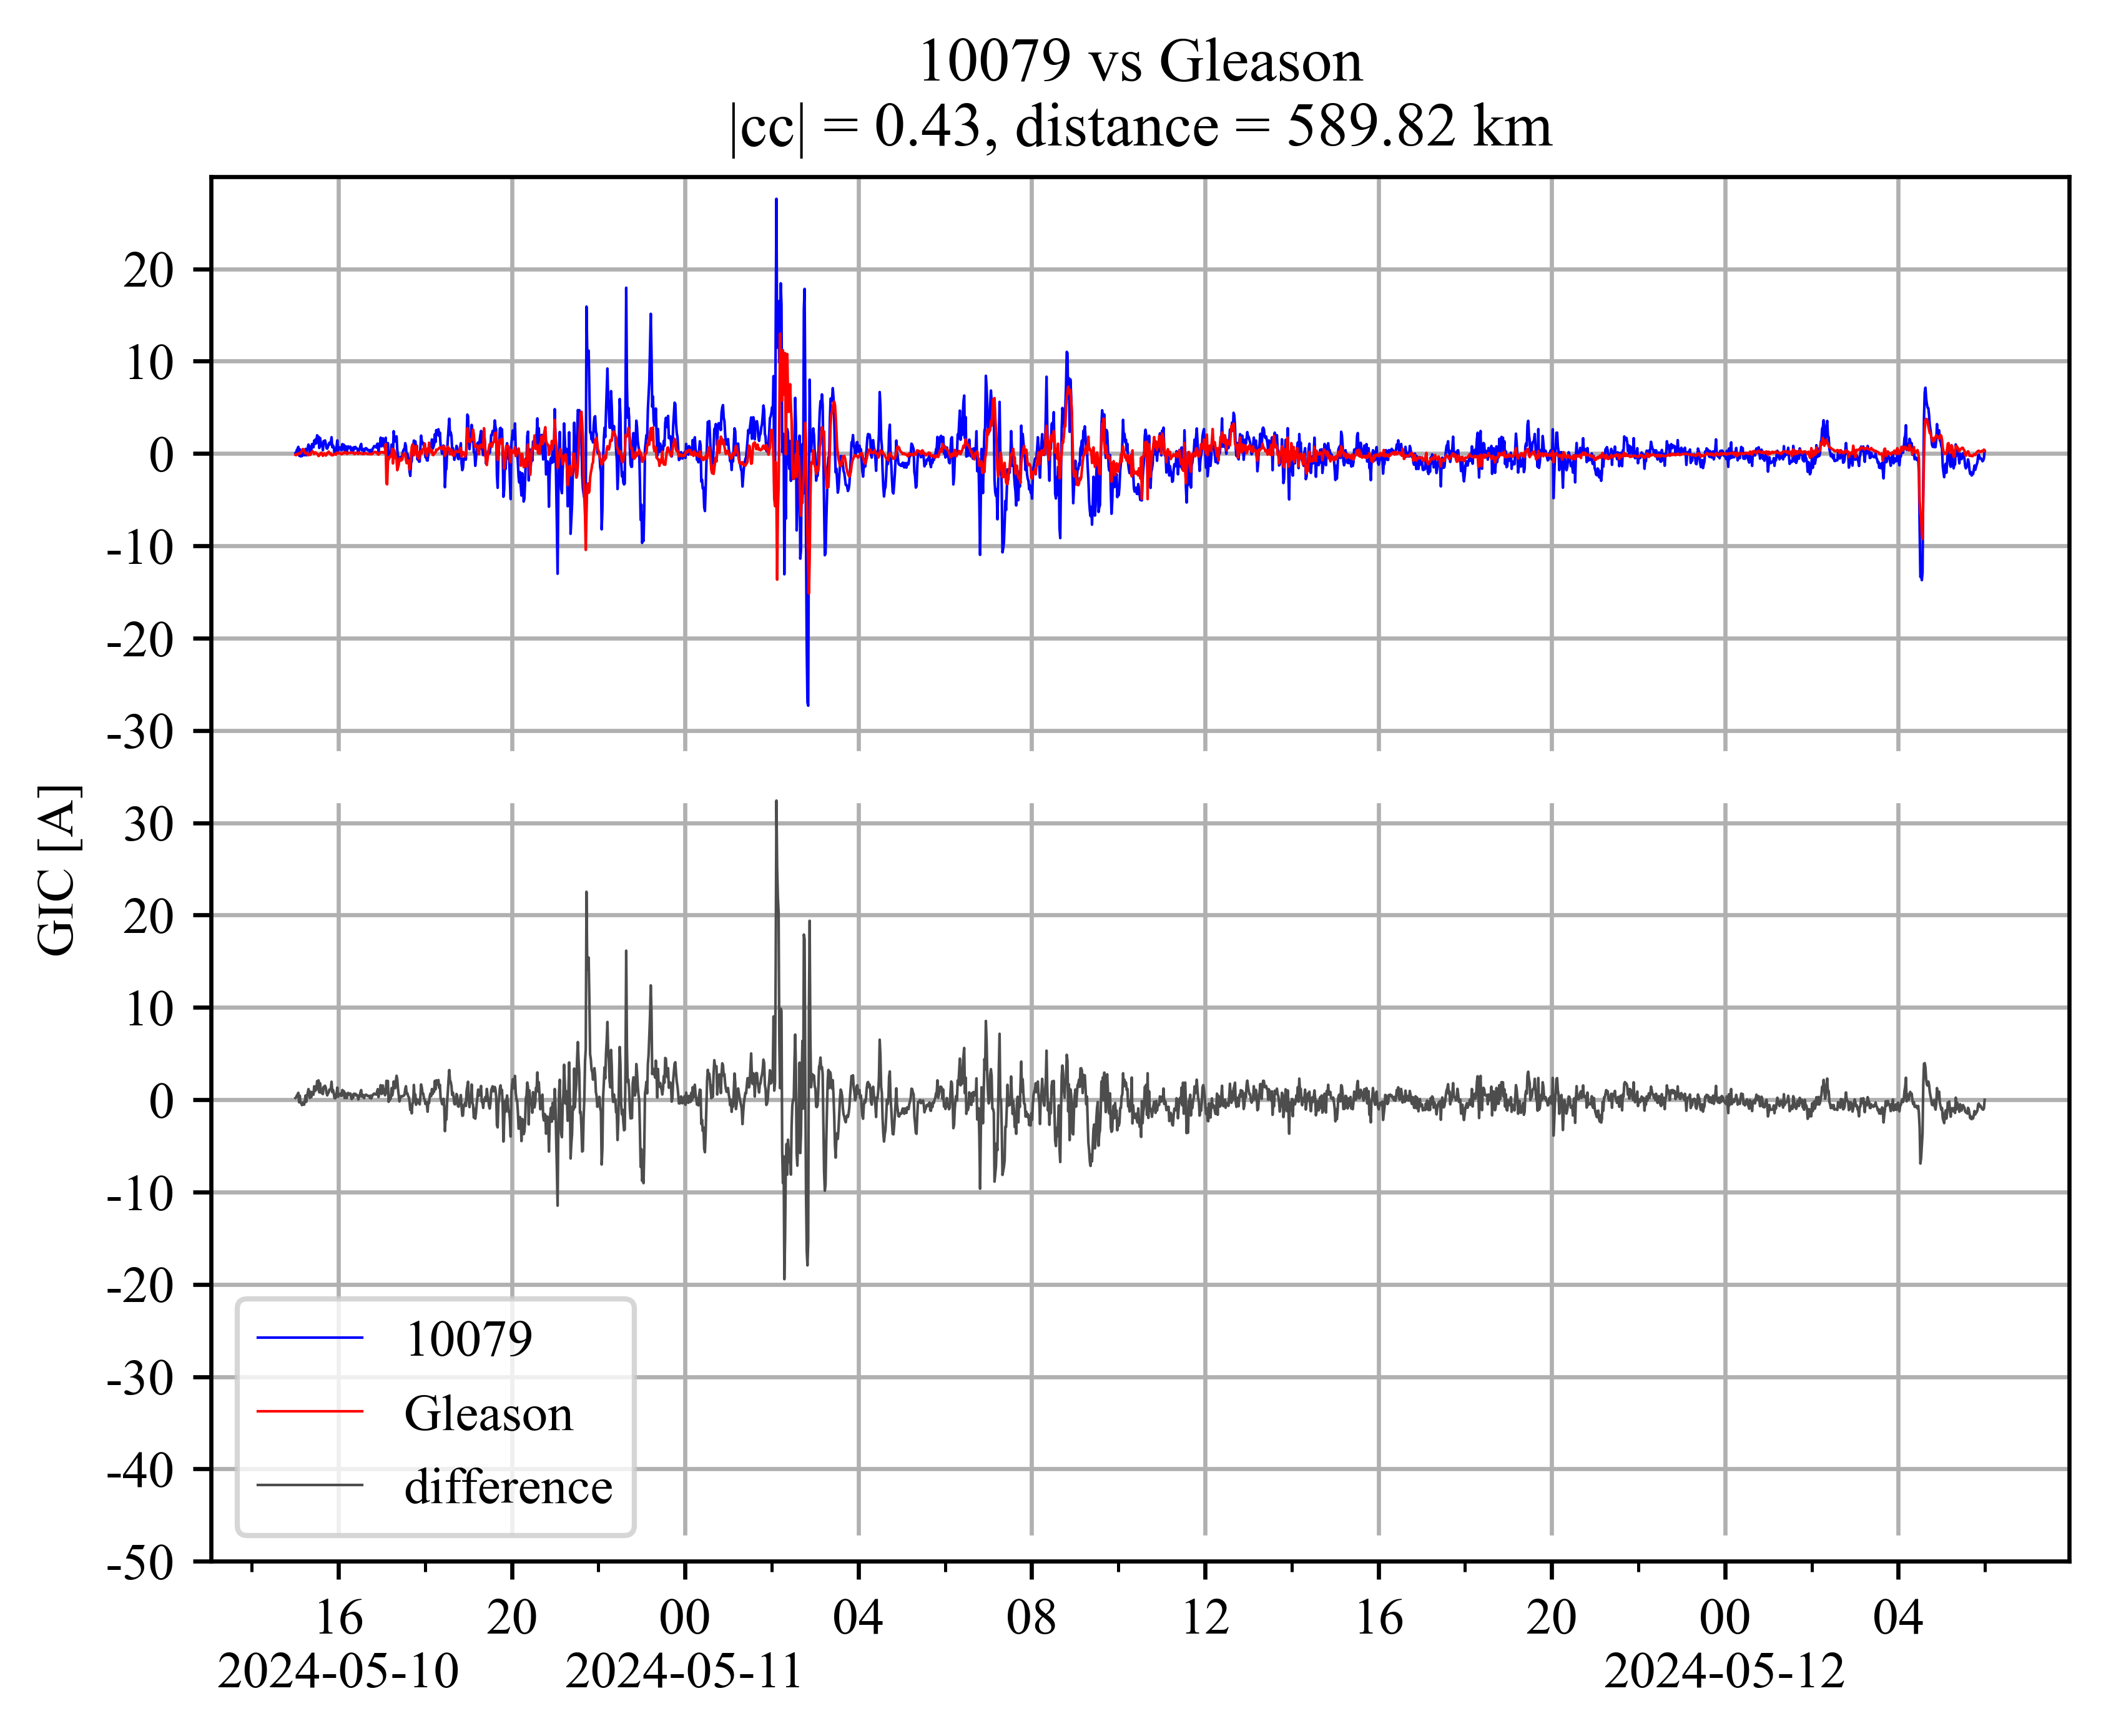 10079 vs Gleason
|cc| = 0.43, distance = 589.82 km
GIC [A]
20
10
0
-10
-20
-30
30
20
10
0
-10
-20
-30
-40
-50
10079
Gleason
difference
16 20 00 04 08 12 16 20 00 04
2024-05-10 2024-05-11 2024-05-12